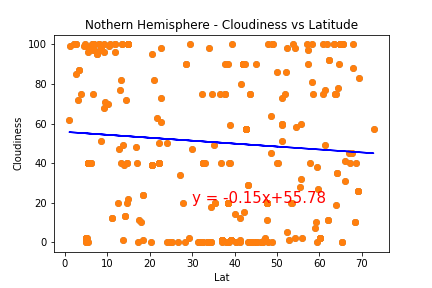 Nothern Hemisphere - Cloudiness vs Latitude
100
80
60
40
20
0
Cloudiness
y = -0.15x+55.78
0 10 20 30 40 50 60 70
Lat